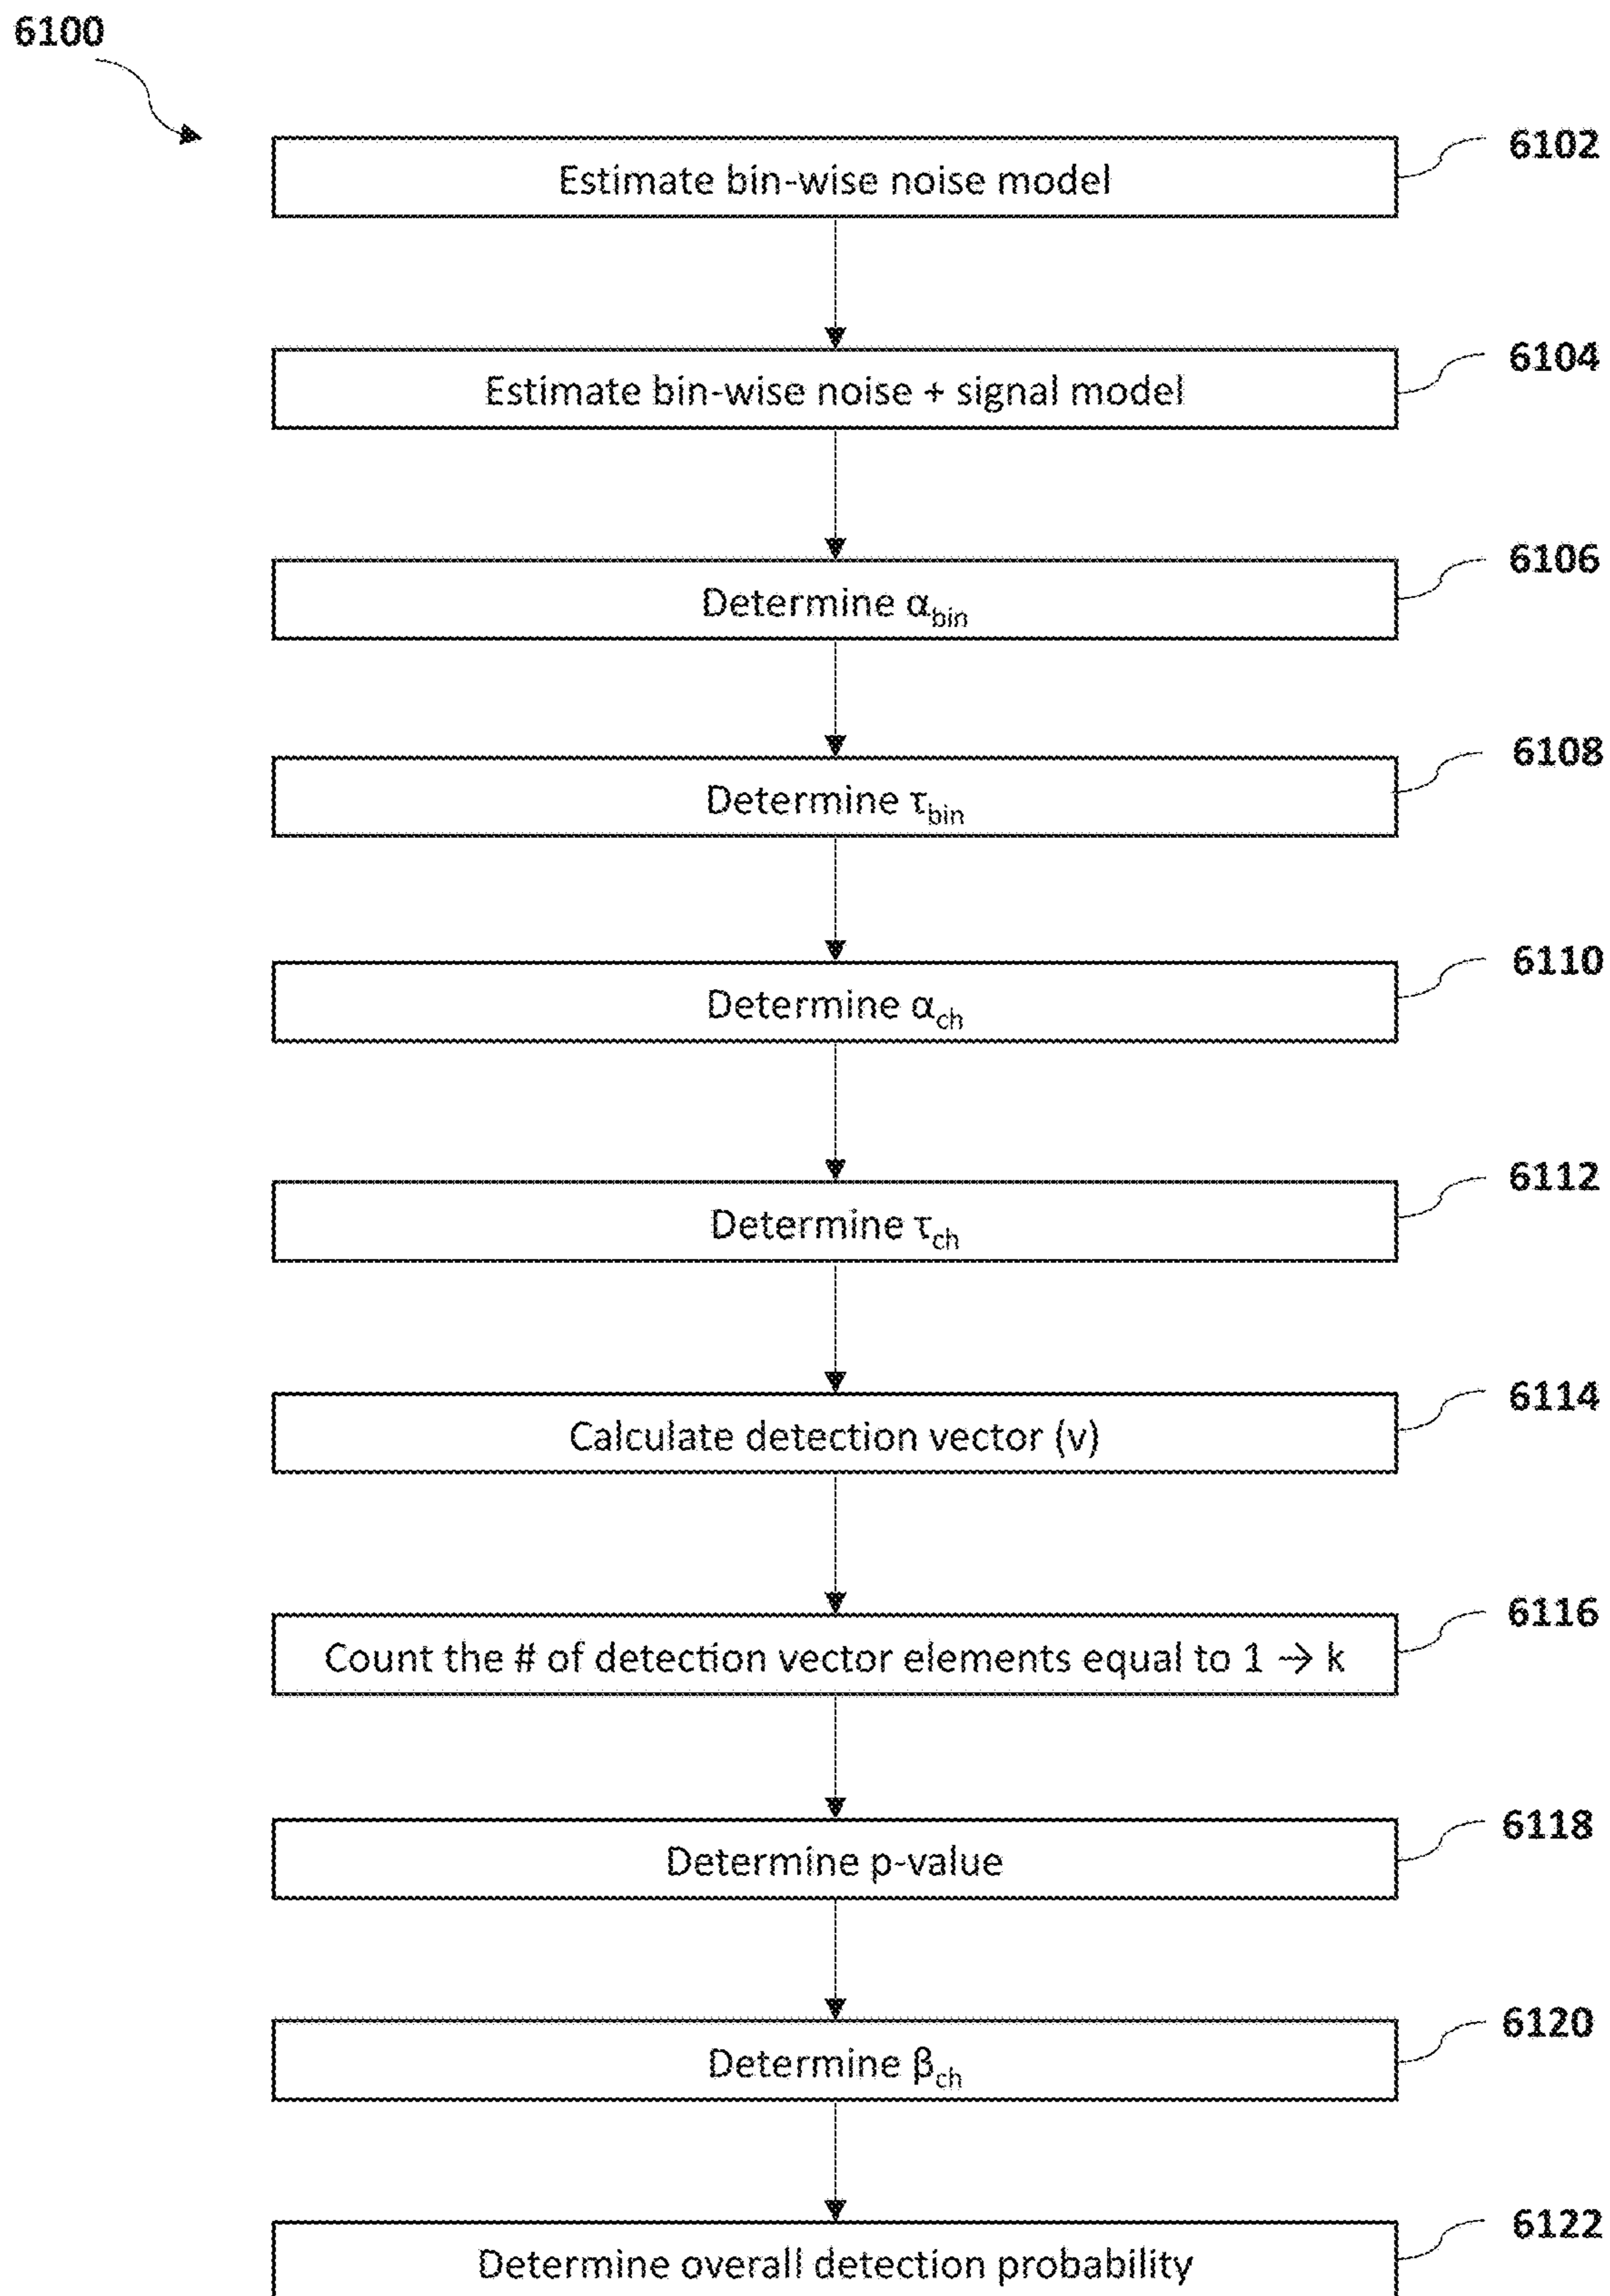 6100
6102
Estimate bin-wise noise model
6104
Estimate bin-wise noise + signal model
6106
Determine αbin
6108
Determine τbin
6110
Determine αch
6112
Determine τch
6114
Calculate detection vector (v)
6116
Count the # of detection vector elements equal to 1 → k
6118
Determine p-value
6120
Determine βch
6122
Determine overall detection probability